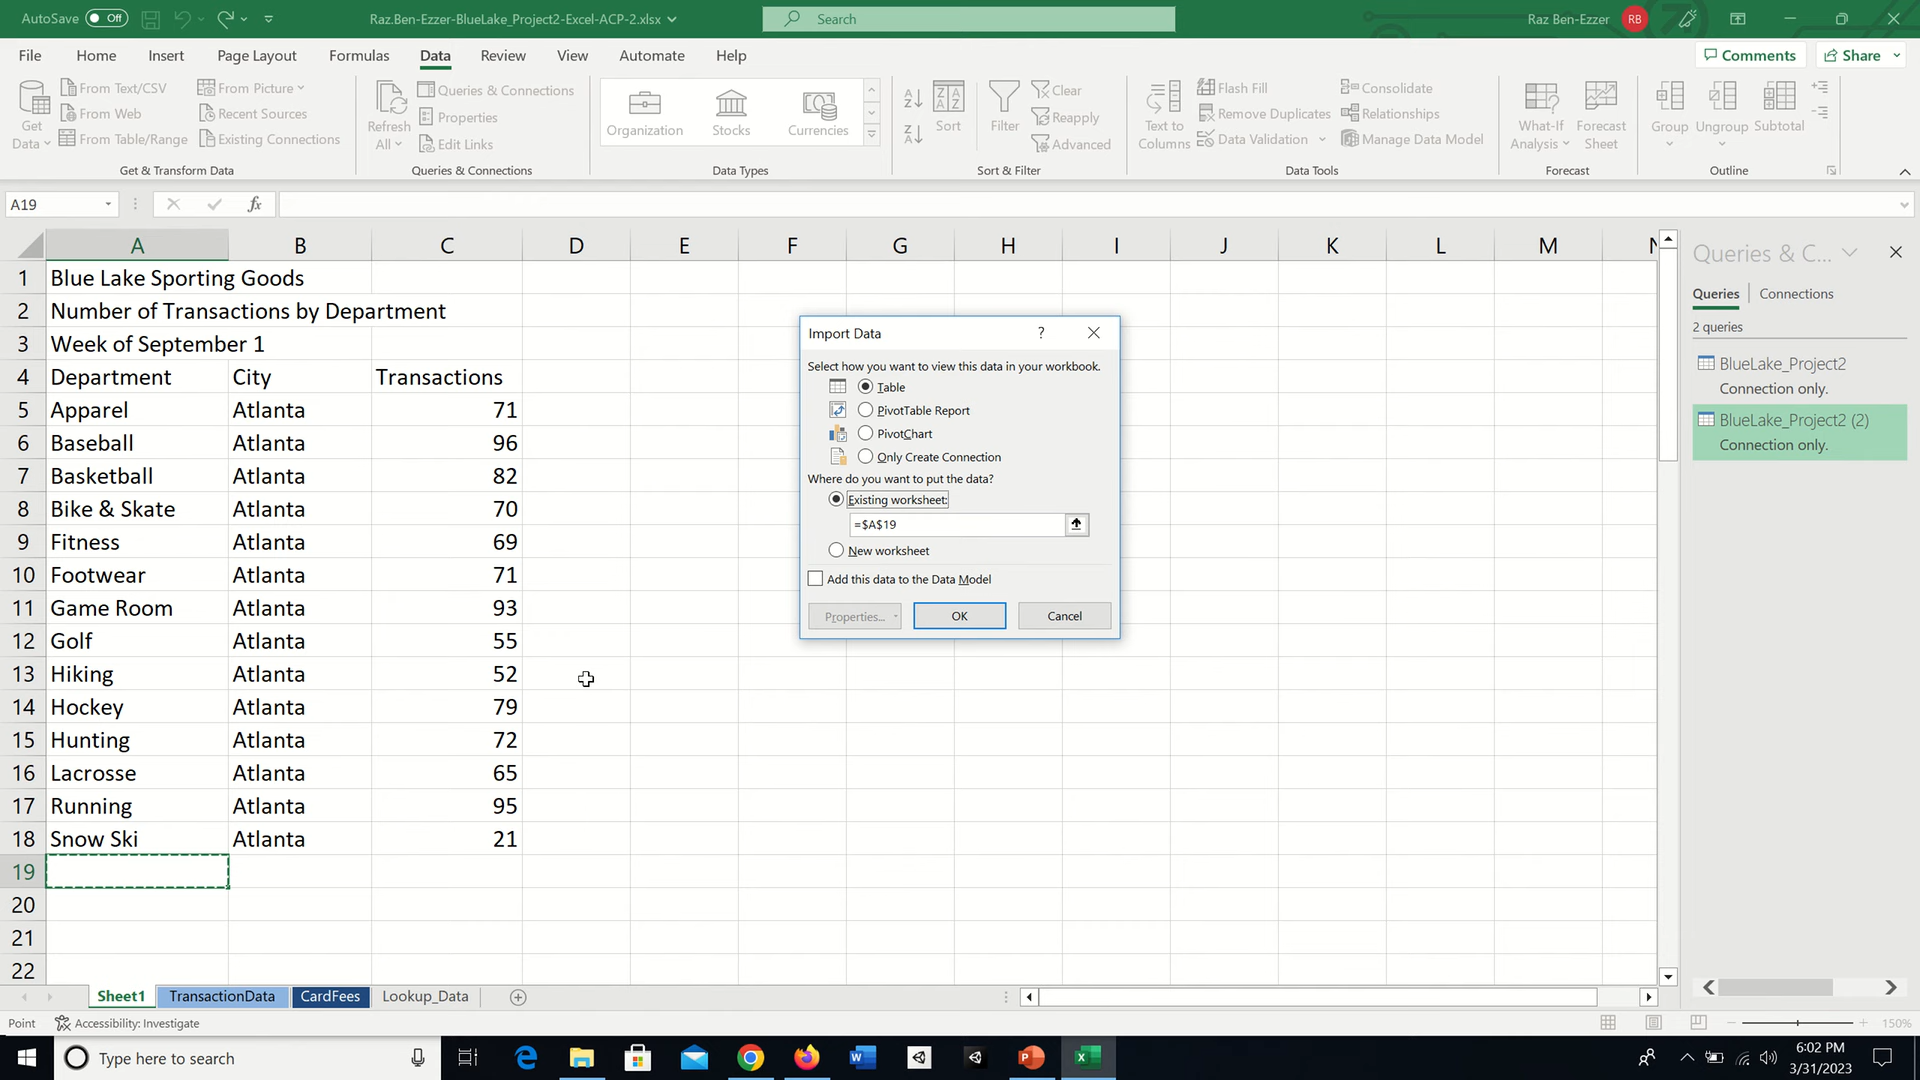 AutoSave Off Raz.Ben-Ezzer-BlueLake_Project2-Excel-ACP-2.xlsx Search Raz Ben-Ezzer RB
File Home Insert Page Layout Formulas Data Review View Automate Help Comments Share
Get Data
From Text/CSV
From Web
From Table/Range
From Picture
Recent Sources
Existing Connections
Get & Transform Data
Refresh All
Queries & Connections
Properties
Edit Links
Queries & Connections
Organization Stocks Currencies
Data Types
Sort
Filter
Clear
Reapply
Advanced
Sort & Filter
Text to Columns
Flash Fill
Remove Duplicates
Data Validation
Consolidate
Relationships
Manage Data Model
Data Tools
What-If Analysis
Forecast Sheet
Forecast
Group Ungroup Subtotal
Outline
A19 fx
A B C D E F G H I J K L M N
1 Blue Lake Sporting Goods
2 Number of Transactions by Department
3 Week of September 1
4 Department City Transactions
5 Apparel Atlanta 71
6 Baseball Atlanta 96
7 Basketball Atlanta 82
8 Bike & Skate Atlanta 70
9 Fitness Atlanta 69
10 Footwear Atlanta 71
11 Game Room Atlanta 93
12 Golf Atlanta 55
13 Hiking Atlanta 52
14 Hockey Atlanta 79
15 Hunting Atlanta 72
16 Lacrosse Atlanta 65
17 Running Atlanta 95
18 Snow Ski Atlanta 21
19
20
21
22
Import Data ?
Select how you want to view this data in your workbook.
Table
PivotTable Report
PivotChart
Only Create Connection
Where do you want to put the data?
Existing worksheet:
=$A$19
New worksheet
Add this data to the Data Model
Properties... OK Cancel
Queries & C...
Queries Connections
2 queries
BlueLake_Project2
Connection only.
BlueLake_Project2 (2)
Connection only.
Sheet1 TransactionData CardFees Lookup_Data
Point Accessibility: Investigate 150%
Type here to search
6:02 PM
3/31/2023